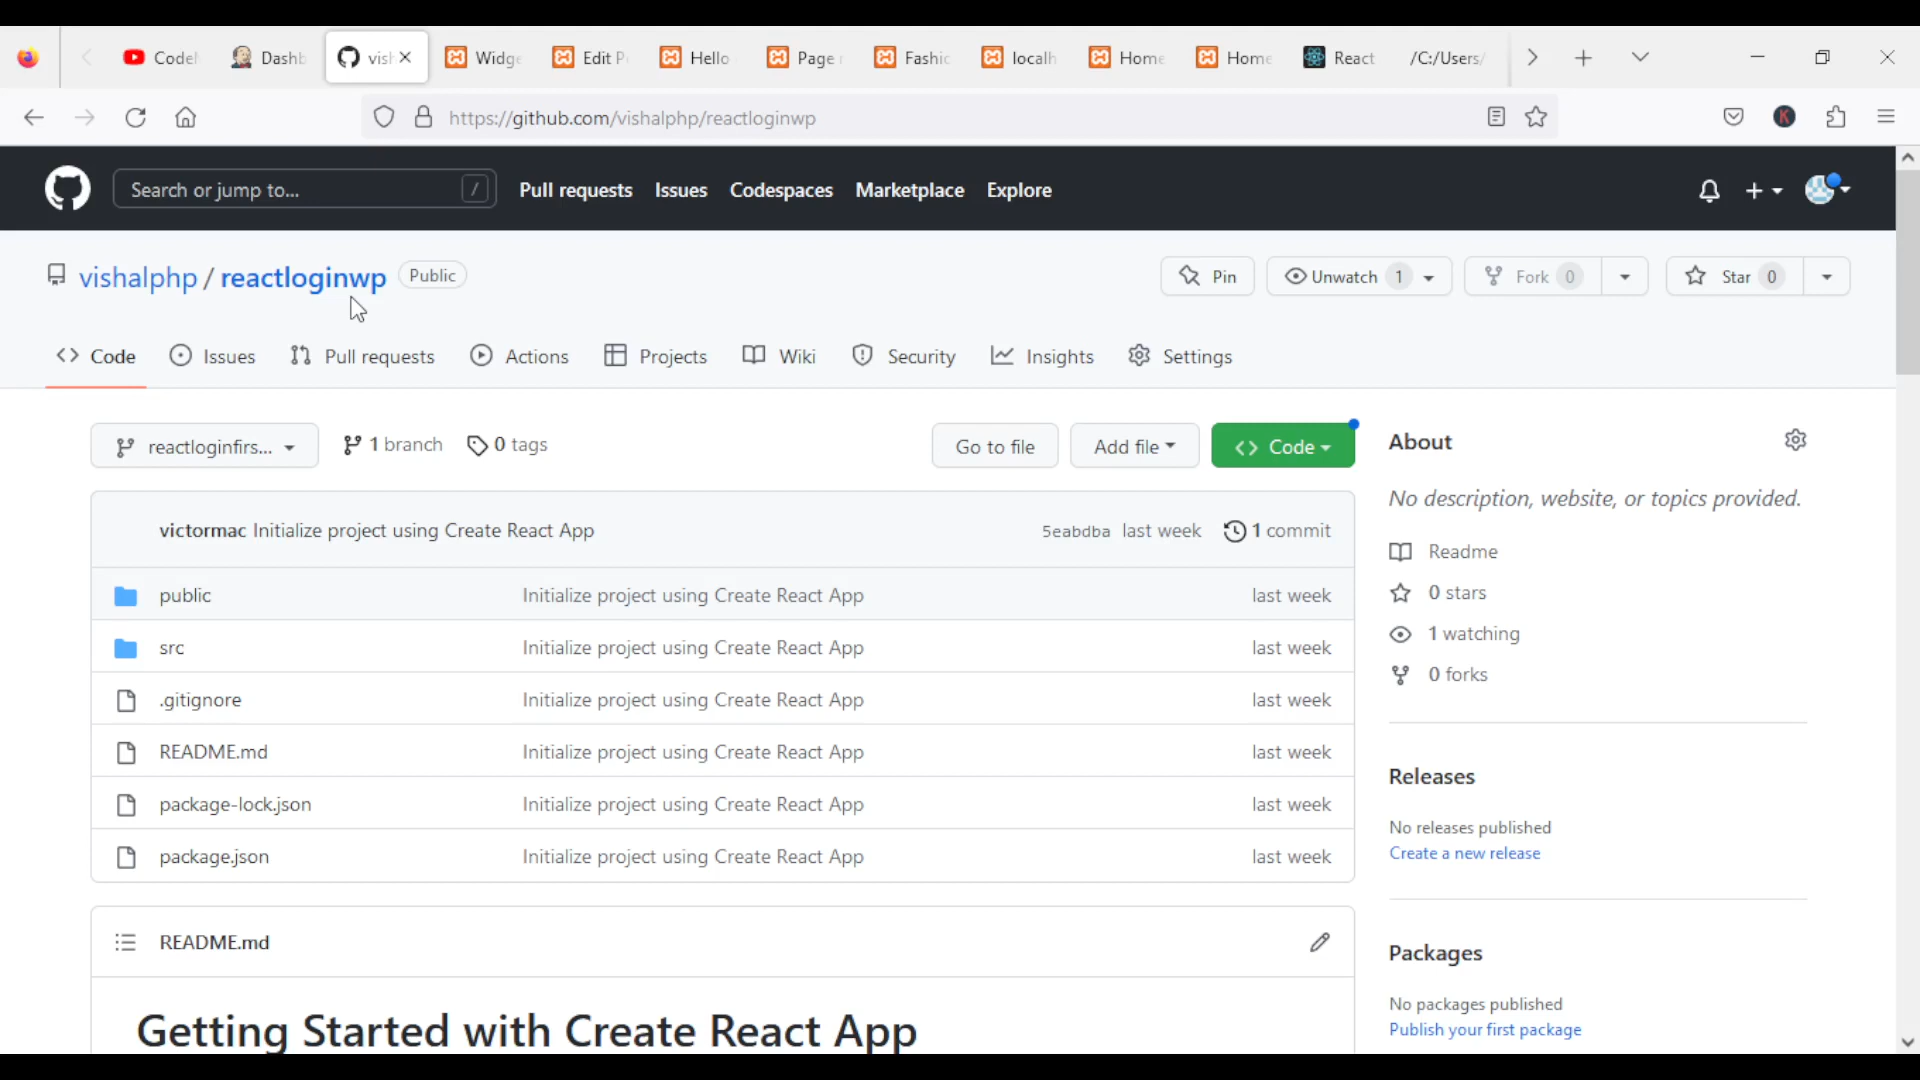 Codel
Dashb
vish
Widge
Edit P
Hello
Page
Fashic
localh
Home
Home
React
/C:/Users/
https://github.com/vishalphp/reactloginwp
K
Search or jump to... /
Pull requests Issues Codespaces Marketplace Explore
vishalphp / reactloginwp Public
Pin
Unwatch 1
Fork 0
Star 0
Code Issues Pull requests Actions Projects Wiki Security Insights Settings
reactloginfirs... 1 branch 0 tags
Go to file Add file Code
About
No description, website, or topics provided.
victormac Initialize project using Create React App 5eabdba last week 1 commit
public Initialize project using Create React App last week
src Initialize project using Create React App last week
.gitignore Initialize project using Create React App last week
README.md Initialize project using Create React App last week
package-lock.json Initialize project using Create React App last week
package.json Initialize project using Create React App last week
Readme
0 stars
1 watching
0 forks
Releases
No releases published
Create a new release
Packages
No packages published
Publish your first package
README.md
Getting Started with Create React App